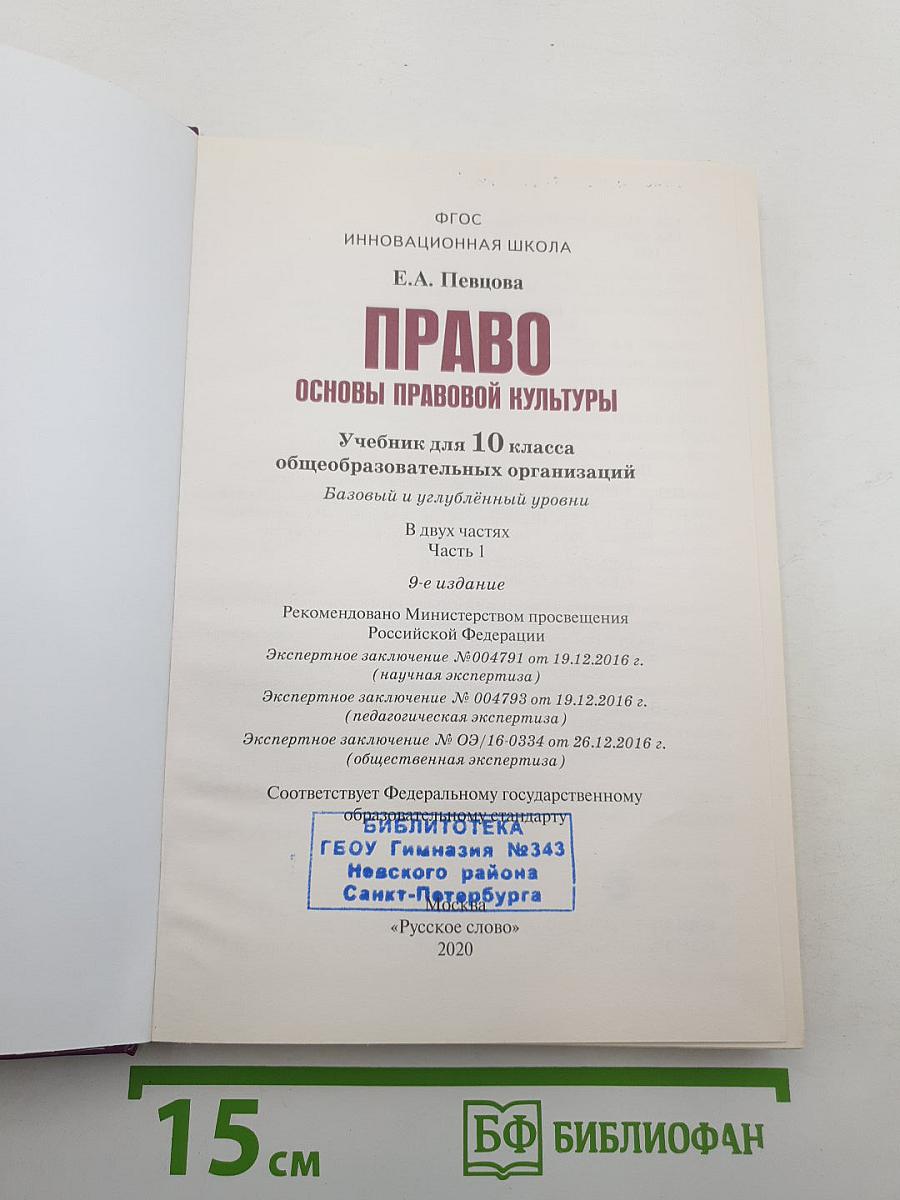 ФГОС
ИННОВАЦИОННАЯ ШКОЛА
Е.А. Певцова
ПРАВО
ОСНОВЫ ПРАВОВОЙ КУЛЬТУРЫ
Учебник для 10 класса
общеобразовательных организаций
Базовый и углублённый уровни
В двух частях
Часть 1
9-е издание
Рекомендовано Министерством просвещения
Российской Федерации
Экспертное заключение №004791 от 19.12.2016 г.
(научная экспертиза)
Экспертное заключение № 004793 от 19.12.2016 г.
(педагогическая экспертиза)
Экспертное заключение № ОЭ/16-0334 от 26.12.2016 г.
(общественная экспертиза)
Соответствует Федеральному государственному
образовательному стандарту
БИБЛИТОТЕКА
ГБОУ Гимназия №343
Невского района
Санкт-Петербурга
Москва
«Русское слово»
2020
15 см
БФ БИБЛИОФАН